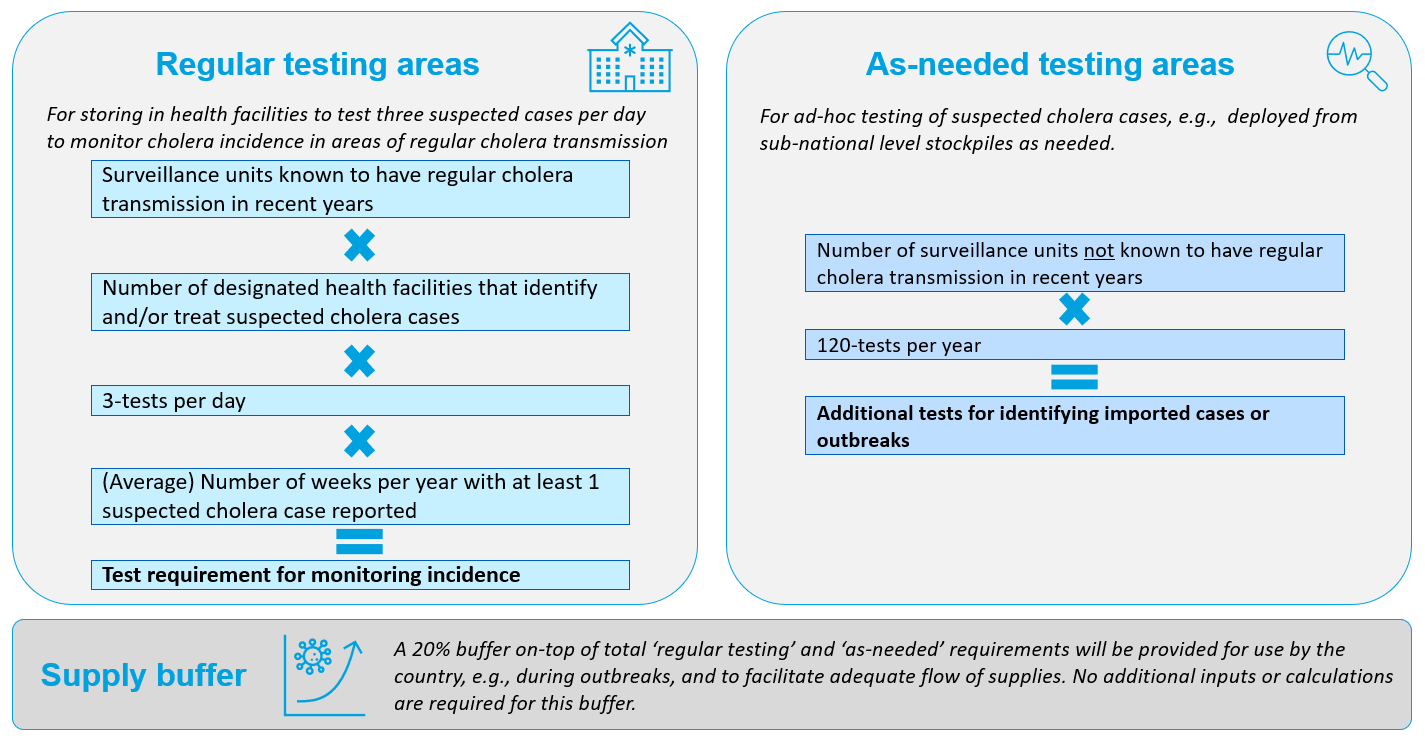 Regular testing areas
For storing in health facilities to test three suspected cases per day
to monitor cholera incidence in areas of regular cholera transmission
Surveillance units known to have regular cholera
transmission in recent years
Number of designated health facilities that identify
and/or treat suspected cholera cases
3-tests per day
(Average) Number of weeks per year with at least 1
suspected cholera case reported
Test requirement for monitoring incidence
As-needed testing areas
For ad-hoc testing of suspected cholera cases, e.g.,  deployed from
sub-national level stockpiles as needed.
Number of surveillance units not known to have regular
cholera transmission in recent years
120-tests per year
Additional tests for identifying imported cases or
outbreaks
Supply buffer
A 20% buffer on-top of total ‘regular testing’ and ‘as-needed’ requirements will be provided for use by the
country, e.g., during outbreaks, and to facilitate adequate flow of supplies. No additional inputs or calculations
are required for this buffer.